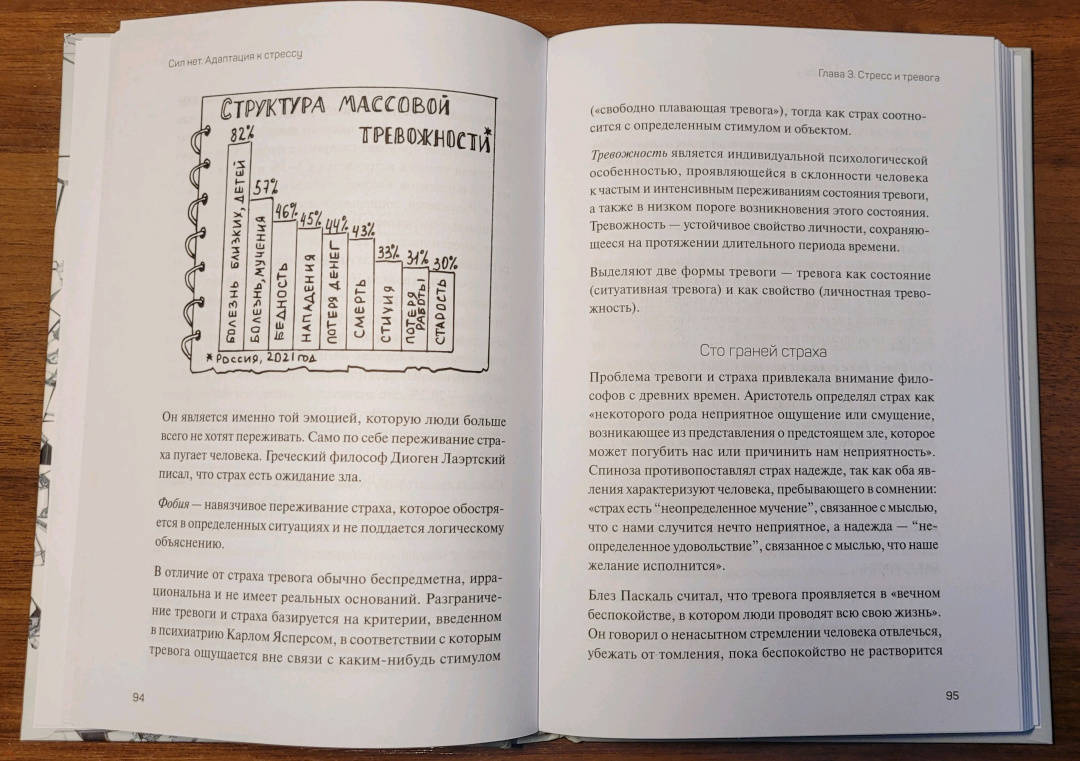 Сил нет. Адаптация к стрессу
СТРУКТУРА МАССОВОЙ
ТРЕВОЖНОСТИ*
82%
57%
46%
45%
44%
43%
33%
31%
30%
БОЛЕЗНЬ БЛИЗКИХ, ДЕТЕЙ
БОЛЕЗНЬ, МУЧЕНИЯ
БЕДНОСТЬ
НАПАДЕНИЯ
ПОТЕРЯ ДЕНЕГ
СМЕРТЬ
СТИХИЯ
ПОТЕРЯ
РАБОТЫ
СТАРОСТЬ
* РОССИЯ, 2021 ГОД
Он является именно той эмоцией, которую люди больше
всего не хотят переживать. Само по себе переживание стра-
ха пугает человека. Греческий философ Диоген Лаэртский
писал, что страх есть ожидание зла.
Фобия — навязчивое переживание страха, которое обостря-
ется в определенных ситуациях и не поддается логическому
объяснению.
В отличие от страха тревога обычно беспредметна, ирра-
циональна и не имеет реальных оснований. Разграниче-
ние тревоги и страха базируется на критерии, введенном
в психиатрию Карлом Ясперсом, в соответствии с которым
тревога ощущается вне связи с каким-нибудь стимулом
94
Глава 3. Стресс и тревога
(«свободно плавающая тревога»), тогда как страх соотно-
сится с определенным стимулом и объектом.
Тревожность является индивидуальной психологической
особенностью, проявляющейся в склонности человека
к частым и интенсивным переживаниям состояния тревоги,
а также в низком пороге возникновения этого состояния.
Тревожность — устойчивое свойство личности, сохраняю-
щееся на протяжении длительного периода времени.
Выделяют две формы тревоги — тревога как состояние
(ситуативная тревога) и как свойство (личностная трево-
жность).
Сто граней страха
Проблема тревоги и страха привлекала внимание фило-
софов с древних времен. Аристотель определял страх как
«некоторого рода неприятное ощущение или смущение,
возникающее из представления о предстоящем зле, которое
может погубить нас или причинить нам неприятность».
Спиноза противопоставлял страх надежде, так как оба яв-
ления характеризуют человека, пребывающего в сомнении:
«страх есть “неопределенное мучение”, связанное с мыслью,
что с нами случится нечто неприятное, а надежда — “не-
определенное удовольствие”, связанное с мыслью, что наше
желание исполнится».
Блез Паскаль считал, что тревога проявляется в «вечном
беспокойстве, в котором люди проводят всю свою жизнь».
Он говорил о ненасытном стремлении человека отвлечься,
убежать от томления, пока беспокойство не растворится
95